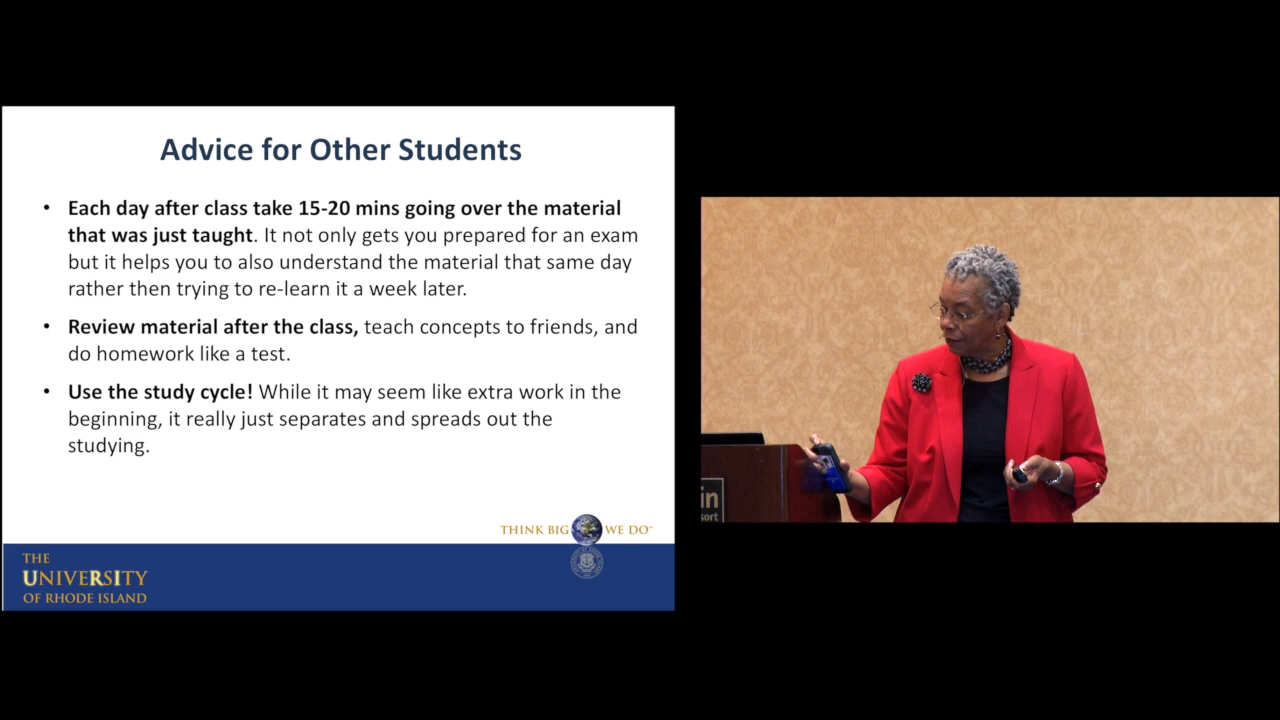 Advice for Other Students
• Each day after class take 15-20 mins going over the material
that was just taught. It not only gets you prepared for an exam
but it helps you to also understand the material that same day
rather then trying to re-learn it a week later.
• Review material after the class, teach concepts to friends, and
do homework like a test.
• Use the study cycle! While it may seem like extra work in the
beginning, it really just separates and spreads out the
studying.
THINK BIG WE DO
THE
UNIVERSITY
OF RHODE ISLAND
in
sort